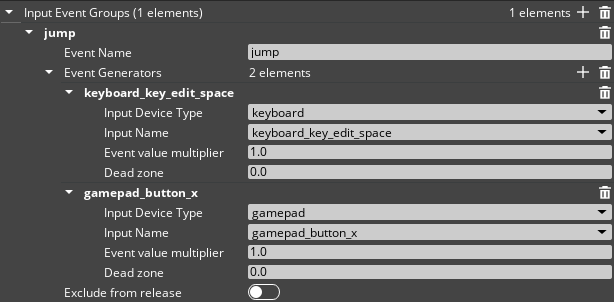 Input Event Groups (1 elements) 1 elements
jump
Event Name jump
Event Generators 2 elements
keyboard_key_edit_space
Input Device Type keyboard
Input Name keyboard_key_edit_space
Event value multiplier 1.0
Dead zone 0.0
gamepad_button_x
Input Device Type gamepad
Input Name gamepad_button_x
Event value multiplier 1.0
Dead zone 0.0
Exclude from release